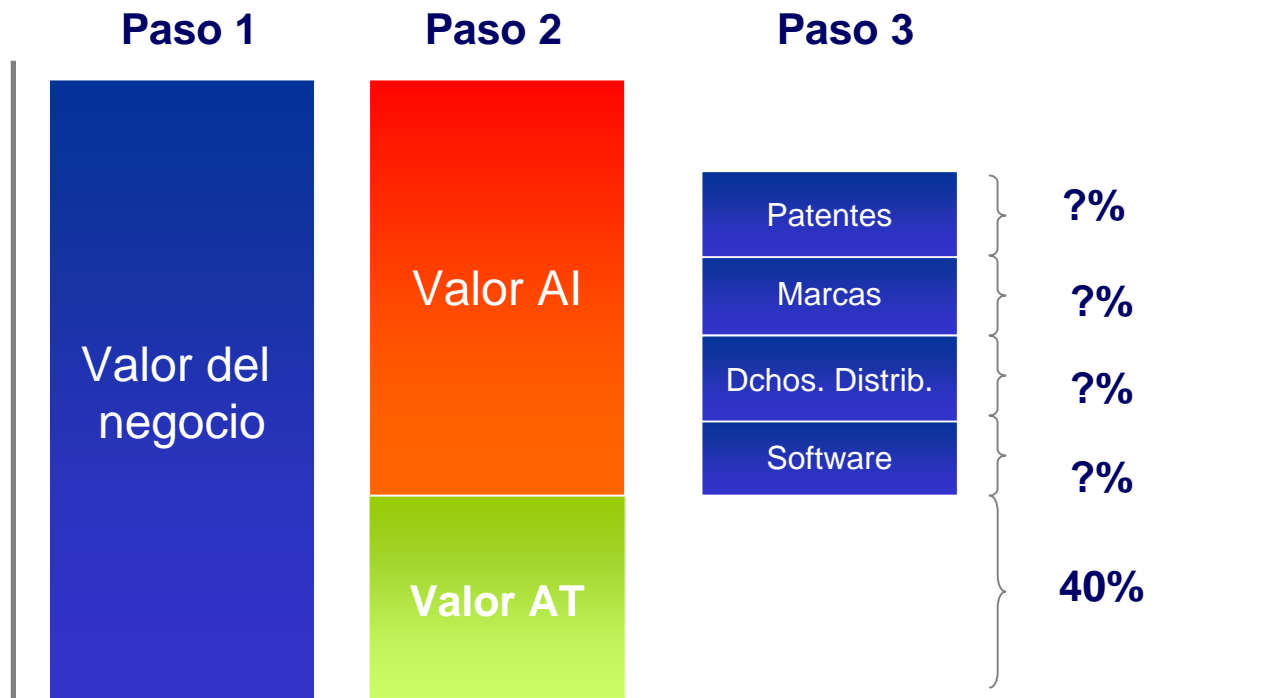 Paso 1
Paso 2
Paso 3
Valor del
negocio
Valor AI
Valor AT
Patentes
Marcas
Dchos. Distrib.
Software
?%
?%
?%
?%
40%